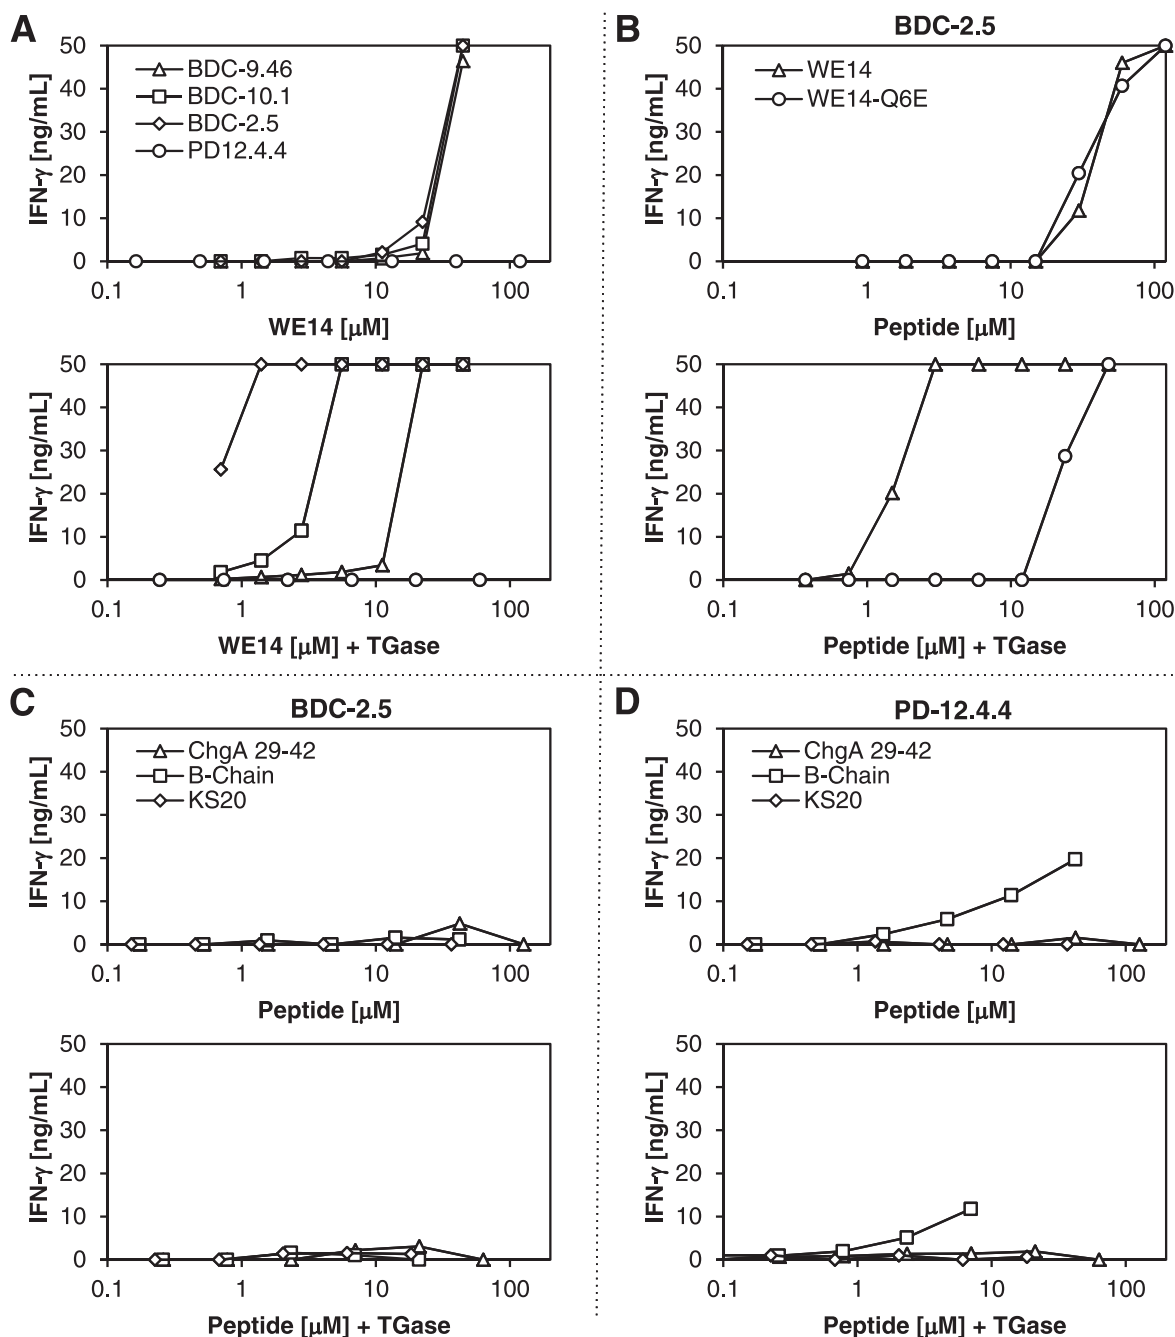 A
50
40
30
20
10
0
IFN-γ [ng/mL]
BDC-9.46
BDC-10.1
BDC-2.5
PD12.4.4
0.1 1 10 100
WE14 [μM]
50
40
30
20
10
0
IFN-γ [ng/mL]
0.1 1 10 100
WE14 [μM] + TGase
B
BDC-2.5
50
40
30
20
10
0
IFN-γ [ng/mL]
WE14
WE14-Q6E
0.1 1 10 100
Peptide [μM]
50
40
30
20
10
0
IFN-γ [ng/mL]
0.1 1 10 100
Peptide [μM] + TGase
C
BDC-2.5
50
40
30
20
10
0
IFN-γ [ng/mL]
ChgA 29-42
B-Chain
KS20
0.1 1 10 100
Peptide [μM]
50
40
30
20
10
0
IFN-γ [ng/mL]
0.1 1 10 100
Peptide [μM] + TGase
D
PD-12.4.4
50
40
30
20
10
0
IFN-γ [ng/mL]
ChgA 29-42
B-Chain
KS20
0.1 1 10 100
Peptide [μM]
50
40
30
20
10
0
IFN-γ [ng/mL]
0.1 1 10 100
Peptide [μM] + TGase